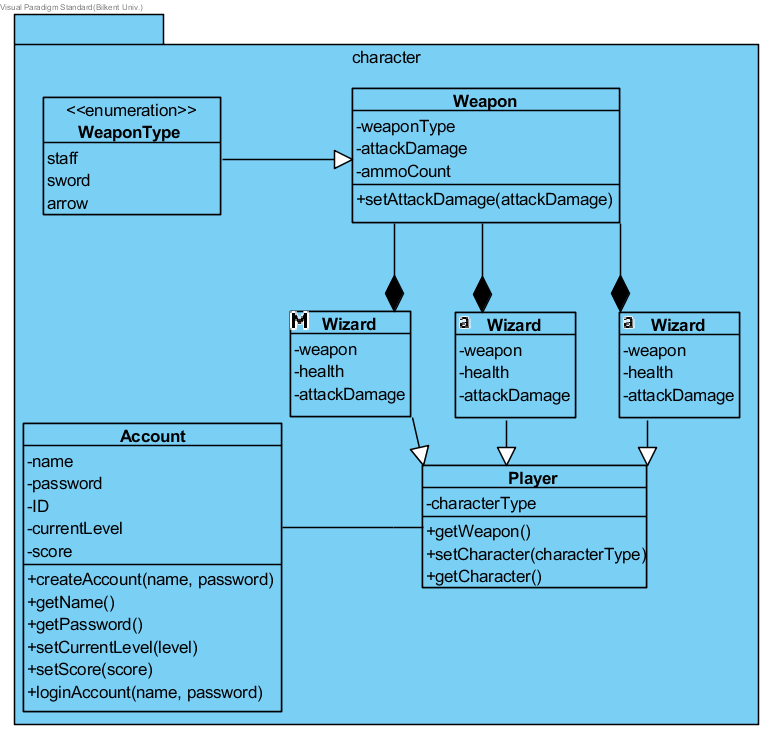 Visual Paradigm Standard(Bilkent Univ.)
character
<<enumeration>>
WeaponType
staff
sword
arrow
Weapon
-weaponType
-attackDamage
-ammoCount
+setAttackDamage(attackDamage)
M
Wizard
-weapon
-health
-attackDamage
a
Wizard
-weapon
-health
-attackDamage
a
Wizard
-weapon
-health
-attackDamage
Account
-name
-password
-ID
-currentLevel
-score
+createAccount(name, password)
+getName()
+getPassword()
+setCurrentLevel(level)
+setScore(score)
+loginAccount(name, password)
Player
-characterType
+getWeapon()
+setCharacter(characterType)
+getCharacter()